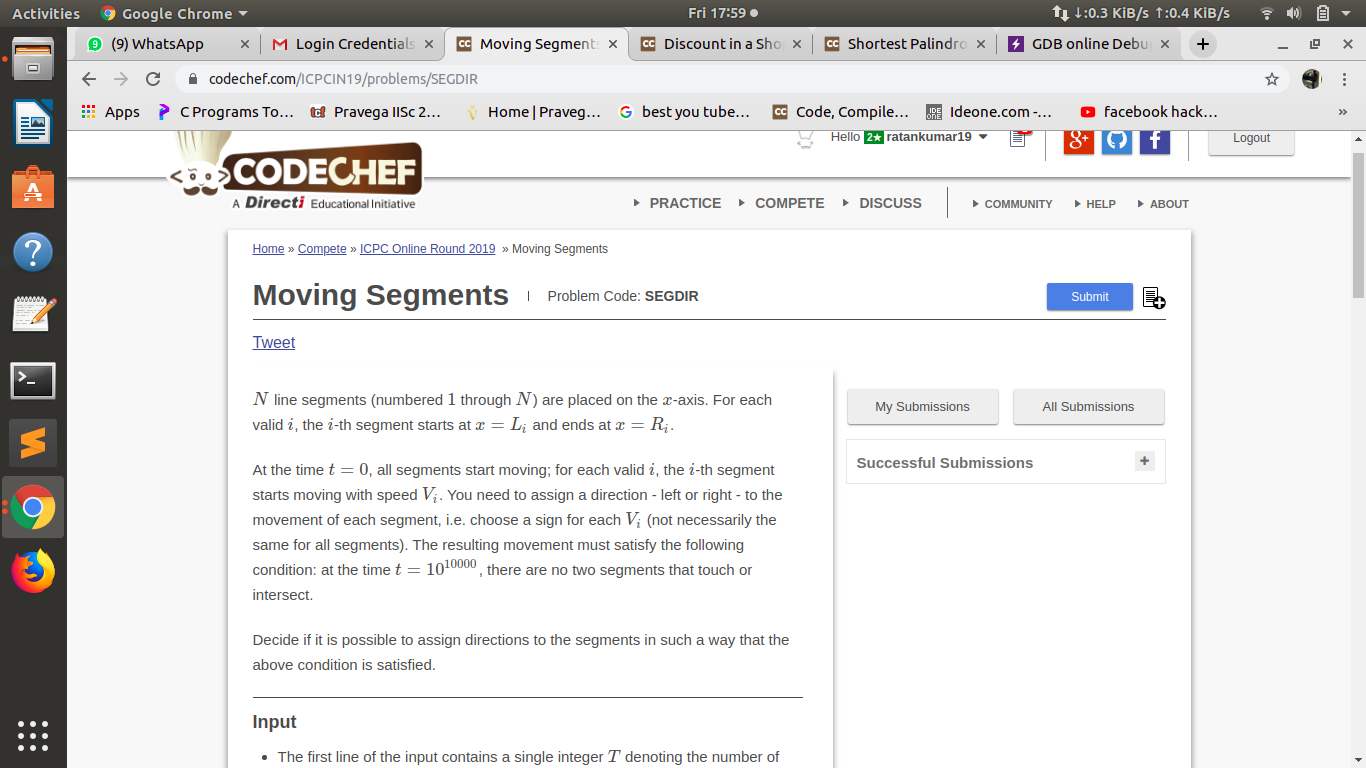 Activities Google Chrome Fri 17:59 ↓:0.3 KiB/s ↑:0.4 KiB/s
(9) WhatsApp Login Credentials Moving Segments Discount in a Sho Shortest Palindro GDB online Debu
codechef.com/ICPCIN19/problems/SEGDIR
Apps C Programs To... Pravega IISc 2... Home | Praveg... best you tube... Code, Compile... Ideone.com -... facebook hack... »
Hello 2★ ratankumar19 Logout
CODECHEF
A Directi Educational Initiative
PRACTICE COMPETE DISCUSS COMMUNITY HELP ABOUT
Home » Compete » ICPC Online Round 2019 » Moving Segments
Moving Segments | Problem Code: SEGDIR Submit
Tweet
N line segments (numbered 1 through N) are placed on the x-axis. For each
valid i, the i-th segment starts at x = L_i and ends at x = R_i.
At the time t = 0, all segments start moving; for each valid i, the i-th segment
starts moving with speed V_i. You need to assign a direction - left or right - to the
movement of each segment, i.e. choose a sign for each V_i (not necessarily the
same for all segments). The resulting movement must satisfy the following
condition: at the time t = 10^10000, there are no two segments that touch or
intersect.
Decide if it is possible to assign directions to the segments in such a way that the
above condition is satisfied.
Input
• The first line of the input contains a single integer T denoting the number of
My Submissions All Submissions
Successful Submissions +